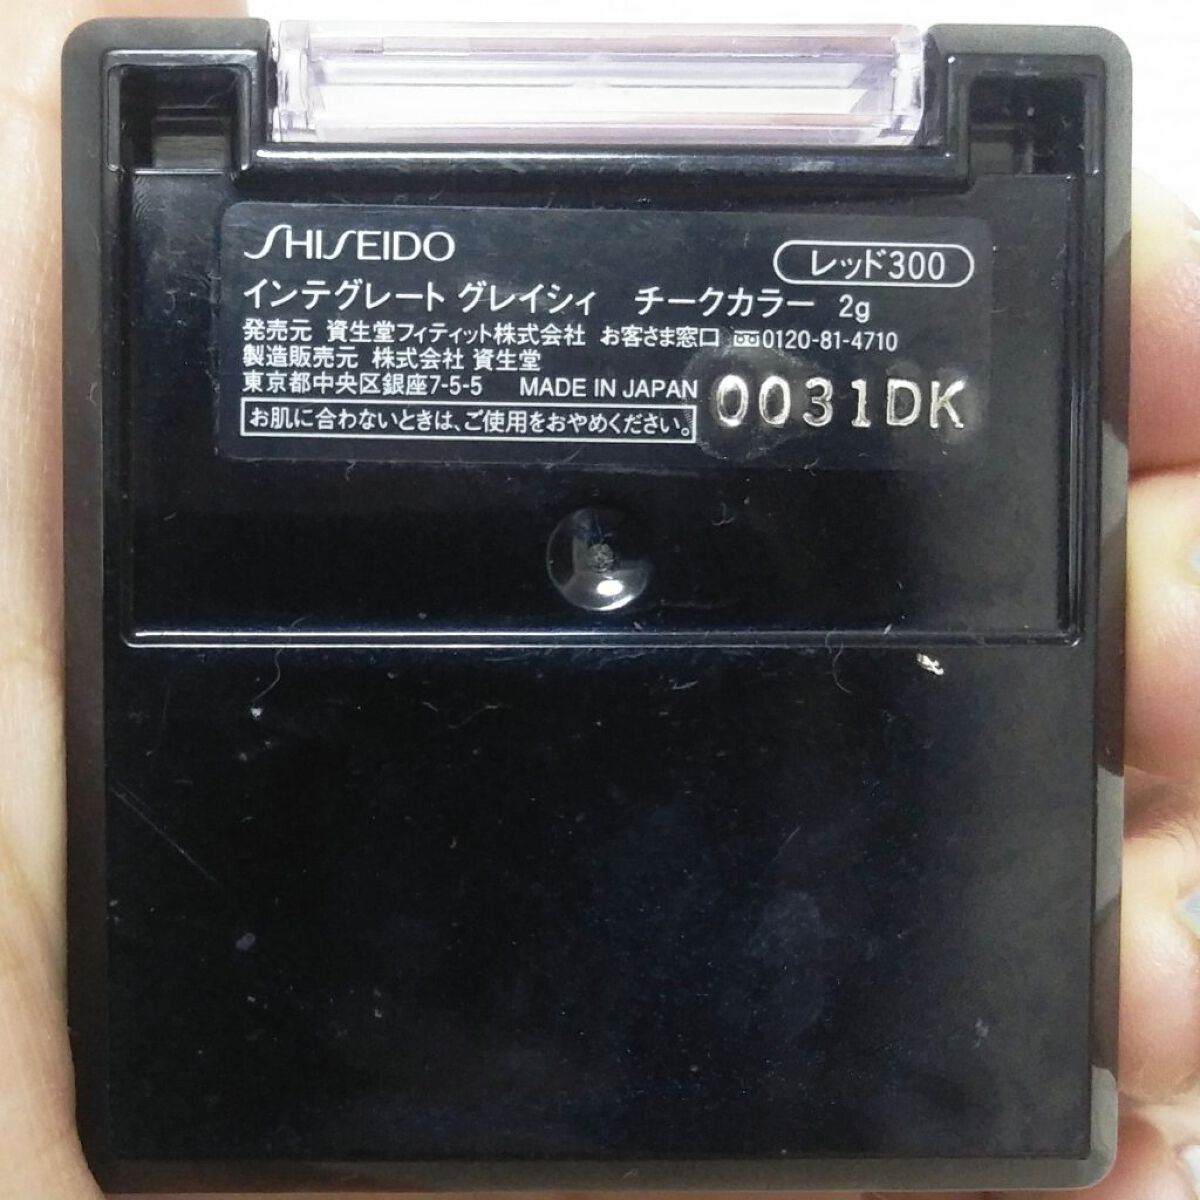 SHISEIDO
レッド300
インテグレート グレイシィ チークカラー 2g
発売元 資生堂フィティット株式会社 お客さま窓口 0120-81-4710
製造販売元 株式会社 資生堂
東京都中央区銀座7-5-5 MADE IN JAPAN
0031DK
お肌に合わないときは、ご使用をおやめください。